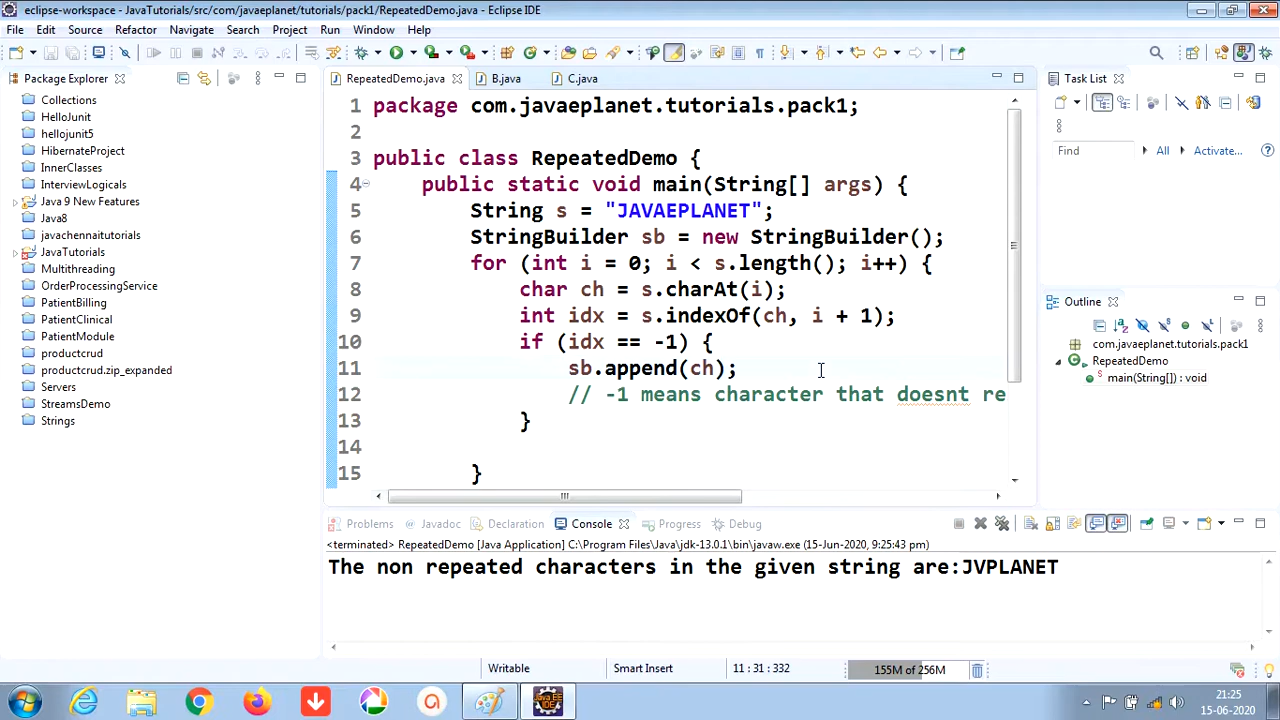 eclipse-workspace - JavaTutorials/src/com/javaeplanet/tutorials/pack1/RepeatedDemo.java - Eclipse IDE
File Edit Source Refactor Navigate Search Project Run Window Help
Package Explorer
Collections
HelloJunit
hellojunit5
HibernateProject
InnerClasses
InterviewLogicals
Java 9 New Features
Java8
javachennaitutorials
JavaTutorials
Multithreading
OrderProcessingService
PatientBilling
PatientClinical
PatientModule
productcrud
productcrud.zip_expanded
Servers
StreamsDemo
Strings
RepeatedDemo.java B.java C.java
1 package com.javaeplanet.tutorials.pack1;
2
3 public class RepeatedDemo {
4 public static void main(String[] args) {
5 String s = "JAVAEPLANET";
6 StringBuilder sb = new StringBuilder();
7 for (int i = 0; i < s.length(); i++) {
8 char ch = s.charAt(i);
9 int idx = s.indexOf(ch, i + 1);
10 if (idx == -1) {
11 sb.append(ch);
12 // -1 means character that doesnt re
13 }
14
15 }
Task List
Find All Activate...
Outline
com.javaeplanet.tutorials.pack1
RepeatedDemo
main(String[]) : void
Problems Javadoc Declaration Console Progress Debug
<terminated> RepeatedDemo [Java Application] C:\Program Files\Java\jdk-13.0.1\bin\javaw.exe (15-Jun-2020, 9:25:43 pm)
The non repeated characters in the given string are:JVPLANET
Writable Smart Insert 11 : 31 : 332 155M of 256M
21:25
15-06-2020